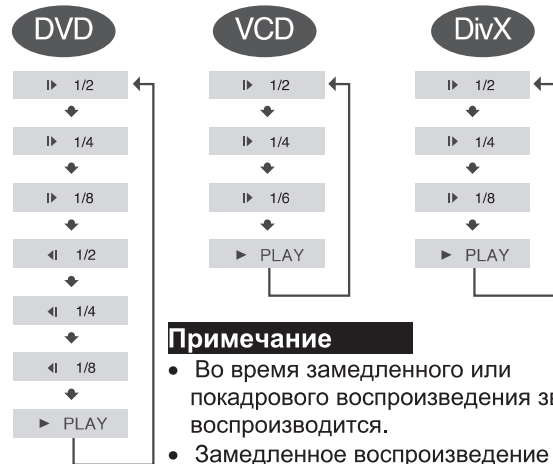 DVD
VCD
DivX
1/2
1/4
1/8
1/2
1/4
1/8
PLAY
1/2
1/4
1/6
PLAY
1/2
1/4
1/8
PLAY
Примечание
• Во время замедленного или
покадрового воспроизведения
воспроизводится.
• Замедленное воспроизведение